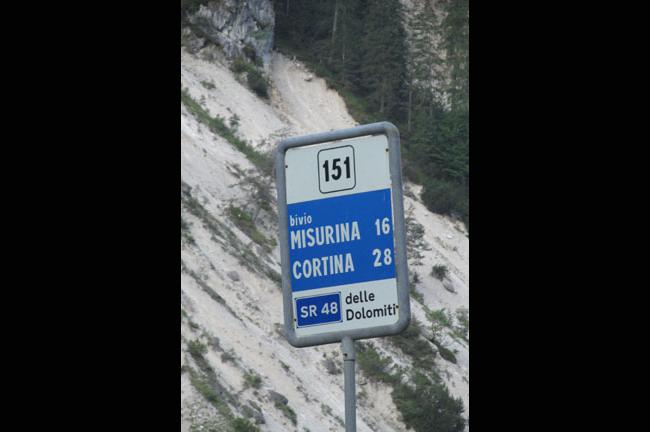 151
bivio
MISURINA 16
CORTINA 28
SR 48 delle
Dolomiti